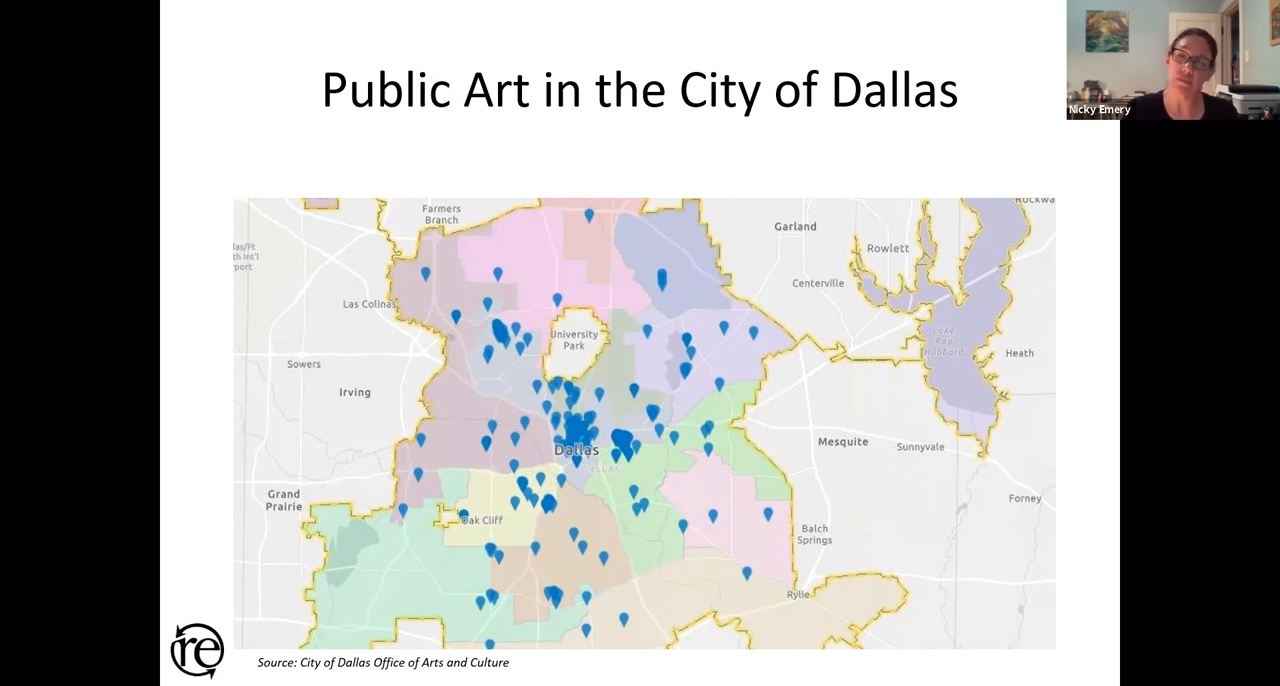 Public Art in the City of Dallas
Nicky Emery
Farmers
Branch
Rockwa
Garland
las/Ft
th Int'l
port
Rowlett
Centerville
Las Colinas
University
Park
Lake
Ray
Hubbard
Heath
Sowers
Irving
Mesquite
Sunnyvale
Dallas
DALLAS
Grand
Prairie
Forney
Oak Cliff
Balch
Springs
Rylie
re
Source: City of Dallas Office of Arts and Culture